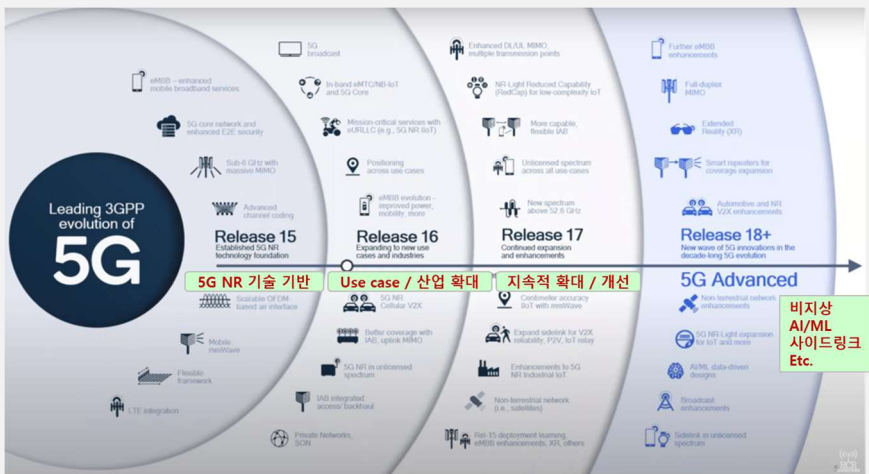 Leading 3GPP
evolution of
5G
eMBB – enhanced
mobile broadband services
5G core network and
enhanced E2E security
Sub-6 GHz with
massive MIMO
Advanced
channel coding
Release 15
Established 5G NR
technology foundation
5G NR 기술 기반
Scalable OFDM-
based air interface
Mobile
mmWave
Flexible
framework
LTE integration
5G
broadcast
In-band eMTC/NB-IoT
and 5G Core
Mission-critical services with
eURLLC (e.g., 5G NR IIoT)
Positioning
across use cases
eMBB evolution –
improved power,
mobility, more
Release 16
Expanding to new use
cases and industries
Use case / 산업 확대
5G NR
Cellular V2X
Better coverage with
IAB, uplink MIMO
5G NR in unlicensed
spectrum
IAB integrated
access/ backhaul
Private Networks,
SON
Enhanced DL/UL MIMO,
multiple transmission points
NR-Light Reduced Capability
(RedCap) for low-complexity IoT
More capable,
flexible IAB
Unlicensed spectrum
across all use cases
New spectrum
above 52.6 GHz
Release 17
Continued expansion
and enhancements
지속적 확대 / 개선
Centimeter accuracy
IIoT with mmWave
Expand sidelink for V2X
reliability, P2V, IoT relay
Enhancements to 5G
NR Industrial IoT
Non-terrestrial network
(i.e., satellites)
Rel-15 deployment learning,
eMBB enhancements, XR, others
Further eMBB
enhancements
Full-duplex
MIMO
Extended
Reality (XR)
Smart repeaters for
coverage expansion
Automotive and NR
V2X enhancements
Release 18+
New wave of 5G innovations in the
decade-long 5G evolution
5G Advanced
Non-terrestrial network
enhancements
5G NR-Light expansion
for IoT and more
AI/ML data-driven
designs
Broadcast
enhancements
Sidelink in unlicensed
spectrum
비지상
AI/ML
사이드링크
Etc.